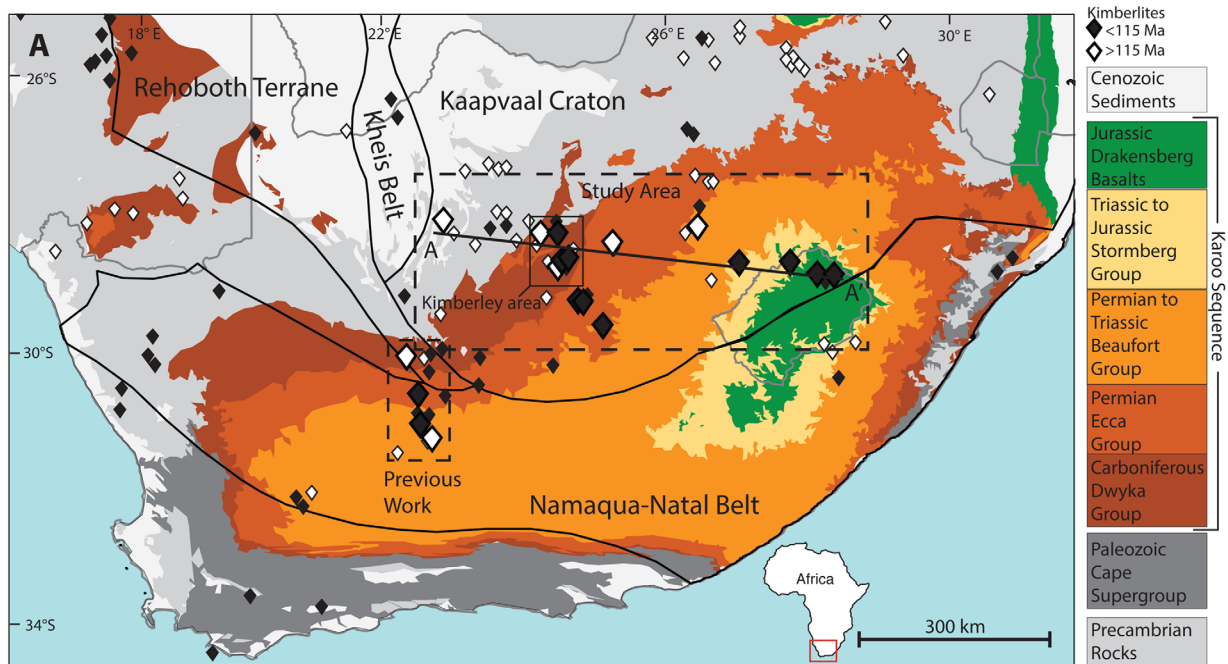 A
18° E
22°E
26°E
30° E
26°S
30°S
34°S
Rehoboth Terrane
Kaapvaal Craton
Kheis Belt
Study Area
A
A'
Kimberley area
Previous
Work
Namaqua-Natal Belt
Africa
300 km
Kimberlites
<115 Ma
>115 Ma
Cenozoic
Sediments
Jurassic
Drakensberg
Basalts
Triassic to
Jurassic
Stormberg
Group
Permian to
Triassic
Beaufort
Group
Permian
Ecca
Group
Carboniferous
Dwyka
Group
Karoo Sequence
Paleozoic
Cape
Supergroup
Precambrian
Rocks